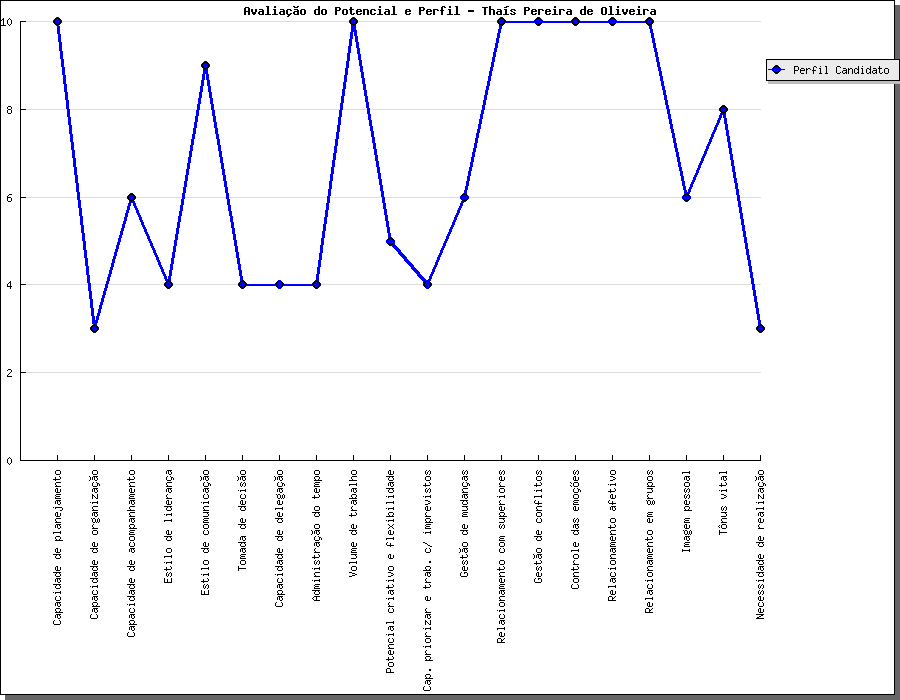 Avaliação do Potencial e Perfil - Thaís Pereira de Oliveira
Perfil Candidato
10
8
6
4
2
0
Capacidade de planejamento
Capacidade de organização
Capacidade de acompanhamento
Estilo de liderança
Estilo de comunicação
Tomada de decisão
Capacidade de delegação
Administração do tempo
Volume de trabalho
Potencial criativo e flexibilidade
Cap. priorizar e trab. c/ imprevistos
Gestão de mudanças
Relacionamento com superiores
Gestão de conflitos
Controle das emoções
Relacionamento afetivo
Relacionamento em grupos
Imagem pessoal
Tônus vital
Necessidade de realização